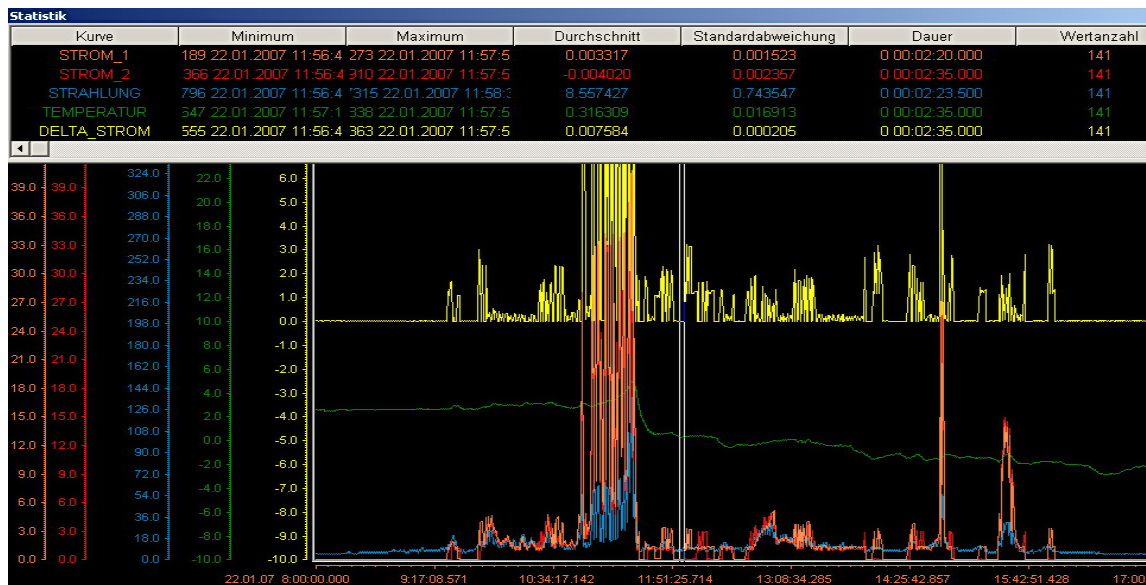 Statistik
Kurve Minimum Maximum Durchschnitt Standardabweichung Dauer Wertanzahl
STROM_1 189 22.01.2007 11:56:4 273 22.01.2007 11:57:5 0.003317 0.001523 0 00:02:20.000 141
STROM_2 366 22.01.2007 11:56:4 910 22.01.2007 11:57:5 -0.004020 0.002357 0 00:02:35.000 141
STRAHLUNG 796 22.01.2007 11:56:4 7315 22.01.2007 11:58: 8.557427 0.743547 0 00:02:23.500 141
TEMPERATUR 547 22.01.2007 11:57:1 338 22.01.2007 11:57:5 0.316309 0.016913 0 00:02:35.000 141
DELTA_STROM 555 22.01.2007 11:56:4 363 22.01.2007 11:57:5 0.007584 0.000205 0 00:02:35.000 141
324.0 22.0 6.0
39.0 39.0 306.0 20.0 5.0
36.0 36.0 288.0 18.0 4.0
33.0 33.0 270.0 16.0 3.0
30.0 30.0 252.0 14.0 2.0
27.0 27.0 234.0 12.0 1.0
24.0 24.0 216.0 10.0 0.0
21.0 21.0 198.0 8.0 -1.0
18.0 18.0 180.0 6.0 -2.0
15.0 15.0 162.0 4.0 -3.0
12.0 12.0 144.0 2.0 -4.0
9.0 9.0 126.0 0.0 -5.0
6.0 6.0 108.0 -2.0 -6.0
3.0 3.0 90.0 -4.0 -7.0
0.0 0.0 72.0 -6.0 -8.0
54.0 -8.0 -9.0
36.0 -10.0 -10.0
18.0
0.0
22.01.07 8:00:00.000 9:17:08.571 10:34:17.142 11:51:25.714 13:08:34.285 14:25:42.857 15:42:51.428 17:00